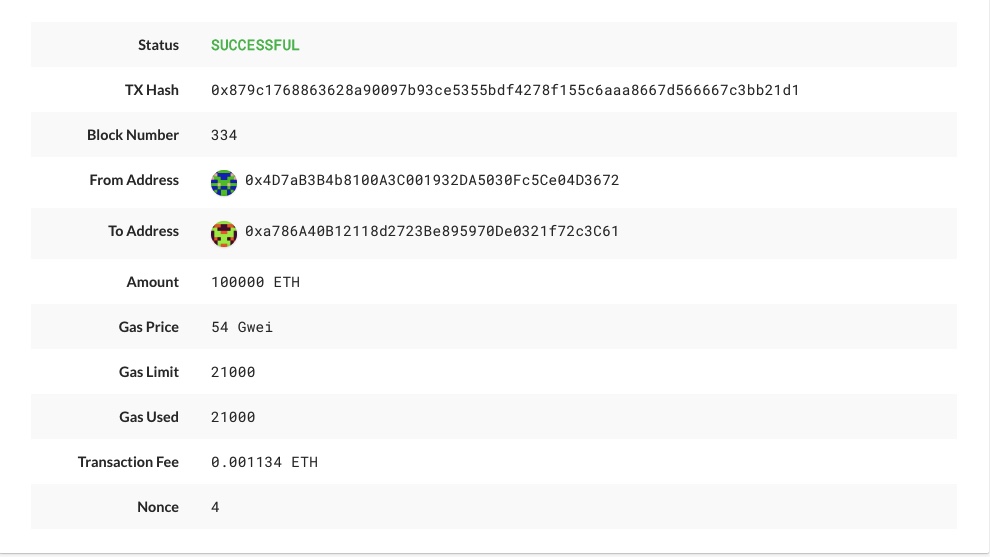 Status SUCCESSFUL
TX Hash 0x879c1768863628a90097b93ce5355bdf4278f155c6aaa8667d566667c3bb21d1
Block Number 334
From Address 0x4D7aB3B4b8100A3C001932DA5030Fc5Ce04D3672
To Address 0xa786A40B12118d2723Be895970De0321f72c3C61
Amount 100000 ETH
Gas Price 54 Gwei
Gas Limit 21000
Gas Used 21000
Transaction Fee 0.001134 ETH
Nonce 4